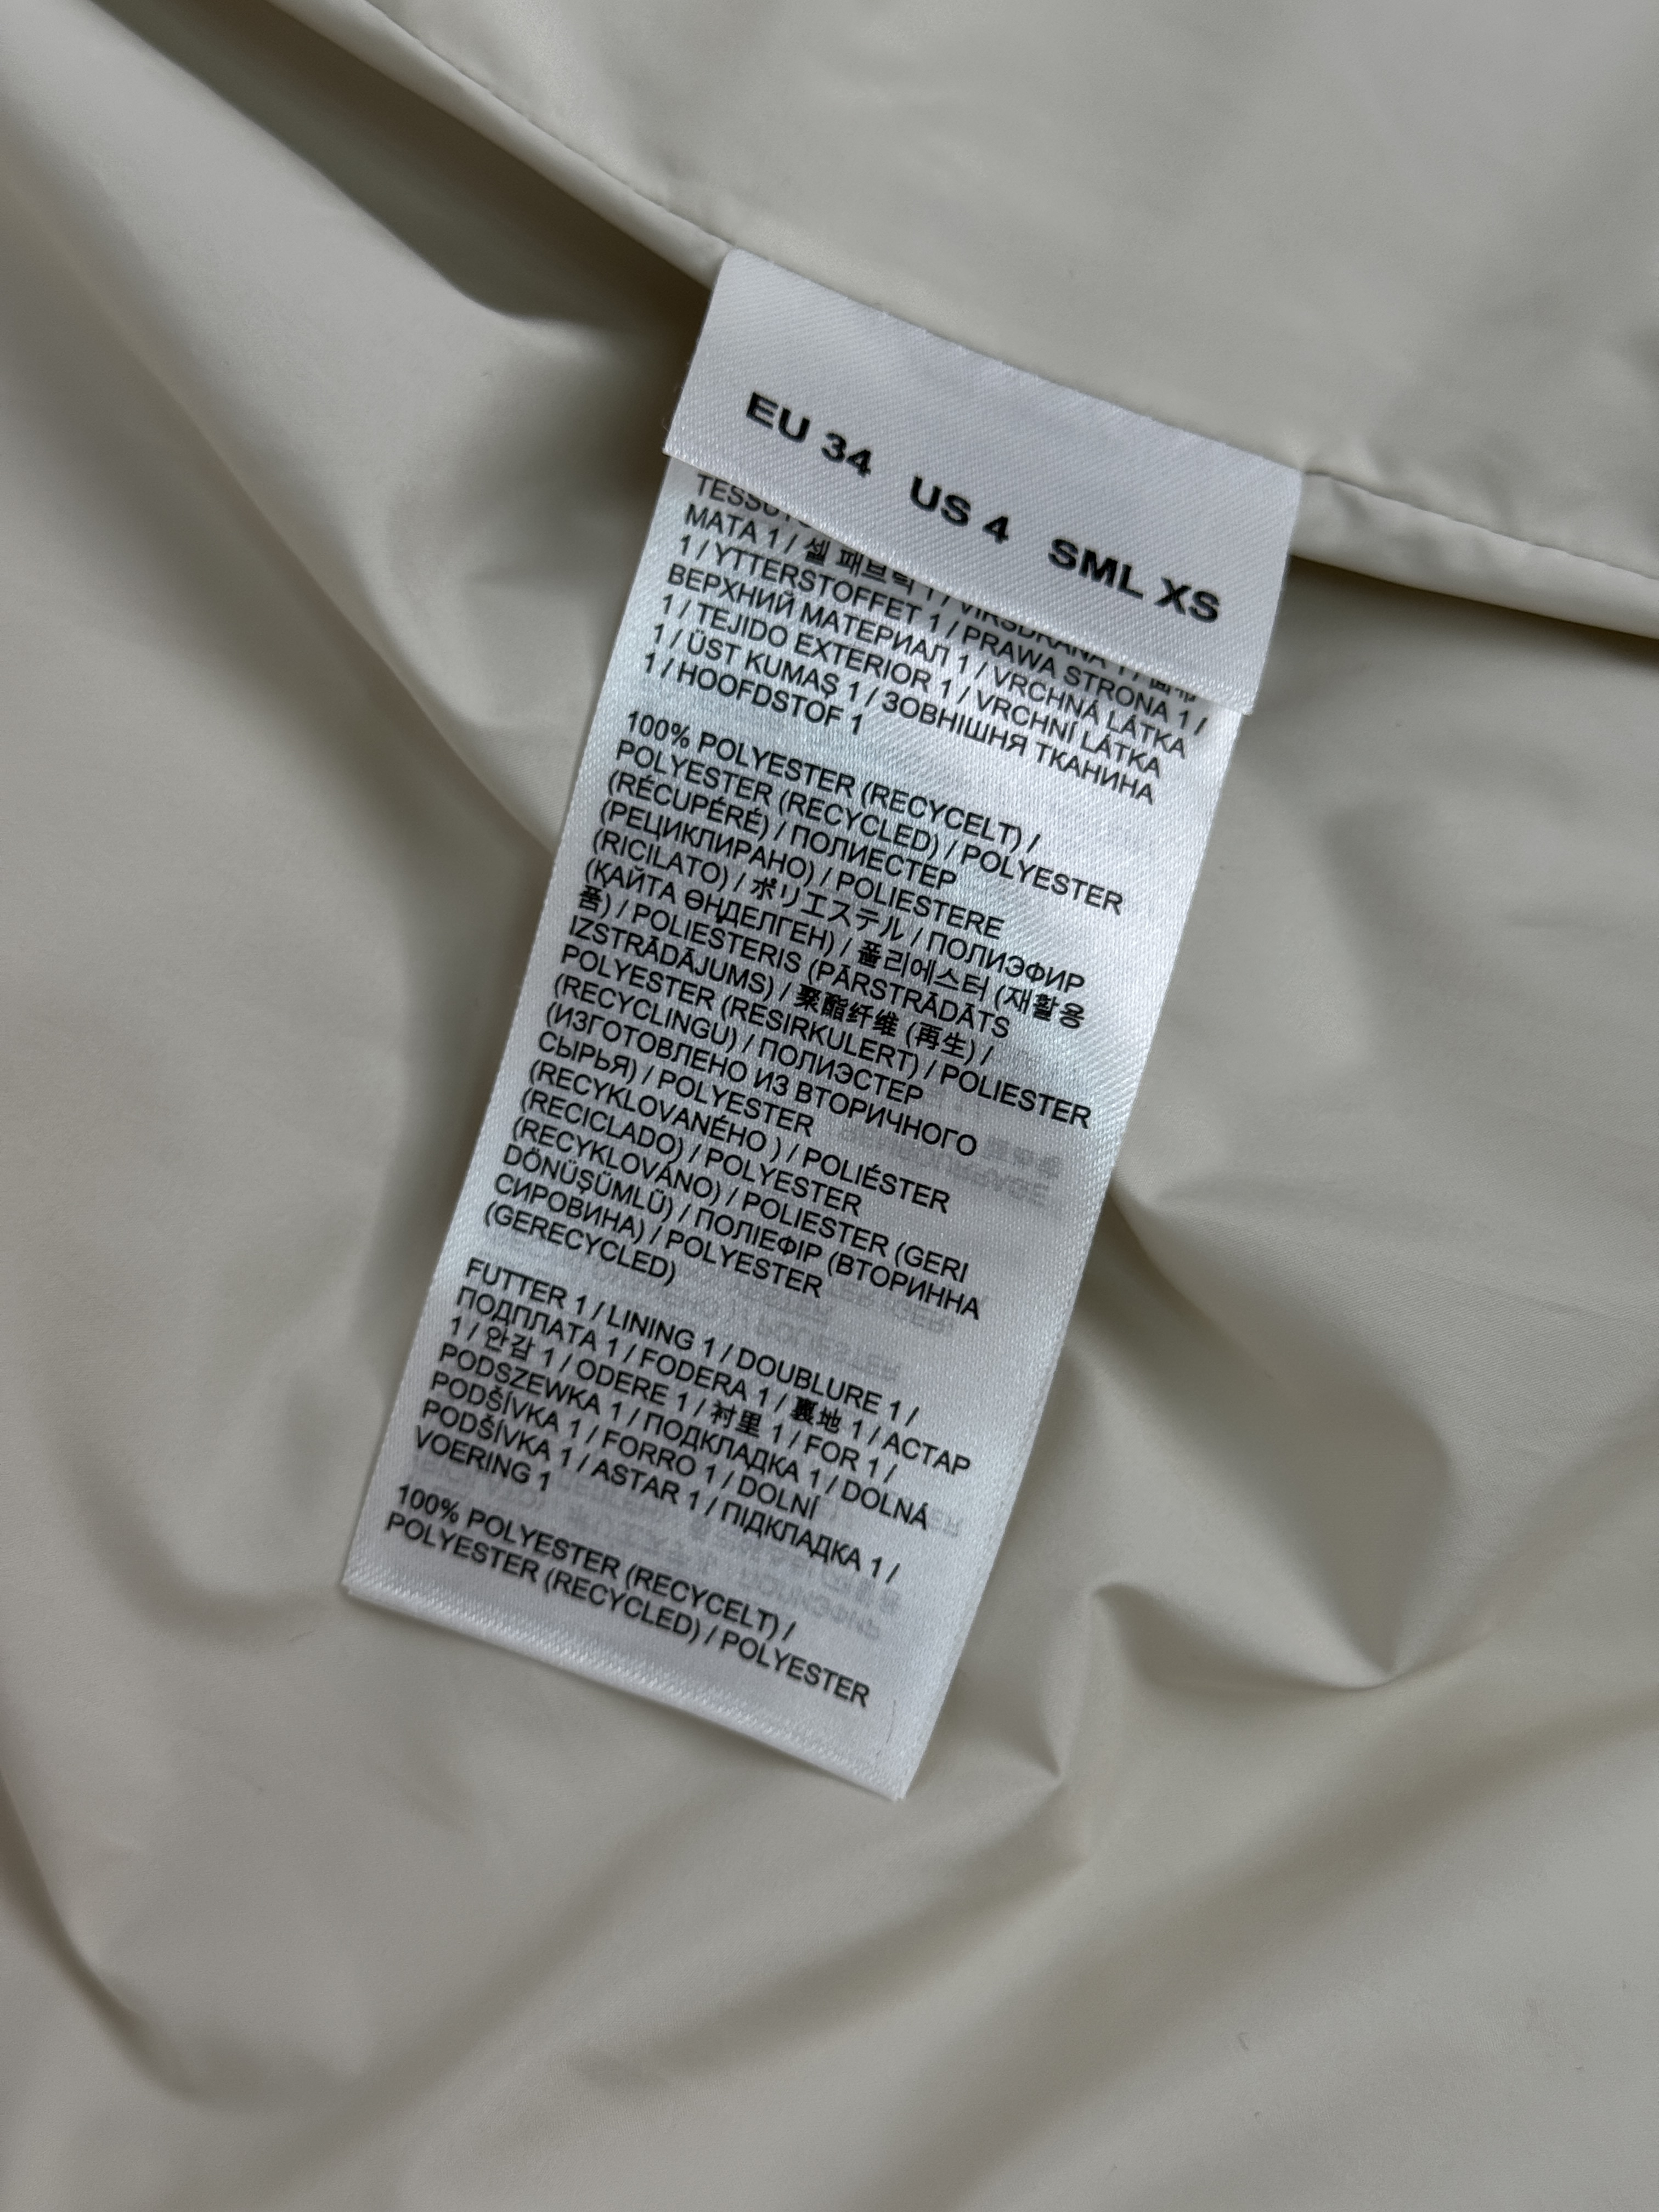 EU 34 US 4 SML XS
MATA 1 / 셸 패브릭 1 / VIRSDRĀNA 1 /
1 / YTTERSTOFFET 1 / PRAWA STRONA 1 /
ВЕРХНИЙ МАТЕРИАЛ 1 / VRCHNÁ LÁTKA
1 / TEJIDO EXTERIOR 1 / VRCHNÍ LÁTKA
1 / ÜST KUMAŞ 1 / ЗОВНІШНЯ ТКАНИНА
1 / HOOFDSTOF 1
100% POLYESTER (RECYCELT) /
POLYESTER (RECYCLED) / POLYESTER
(RÉCUPÉRÉ) / ПОЛИЕСТЕР
(РЕЦИКЛИРАНО) / POLIESTERE
(RICILATO) / ポリエステル / ПОЛИЭФИР
(ҚАЙТА ӨҢДЕЛГЕН) / 폴리에스터 (재활용
품) / POLIESTERIS (PĀRSTRĀDĀTS
IZSTRĀDĀJUMS) / 聚酯纤维 (再生) /
POLYESTER (RESIRKULERT) / POLIESTER
(RECYCLINGU) / ПОЛИЭСТЕР
(ИЗГОТОВЛЕНО ИЗ ВТОРИЧНОГО
СЫРЬЯ) / POLYESTER
(RECYKLOVANÉHO ) / POLIÉSTER
(RECICLADO) / POLYESTER
(RECYKLOVÁNO) / POLIESTER (GERI
DÖNÜŞÜMLÜ) / ПОЛІЕФІР (ВТОРИННА
СИРОВИНА) / POLYESTER
(GERECYCLED)
FUTTER 1 / LINING 1 / DOUBLURE 1 /
ПОДПЛАТА 1 / FODERA 1 / 裏地 1 / АСТАР
1 / 안감 1 / ODERE 1 / 衬里 1 / FOR 1 /
PODSZEWKA 1 / ПОДКЛАДКА 1 / DOLNÁ
PODŠÍVKA 1 / FORRO 1 / DOLNÍ
PODŠÍVKA 1 / ASTAR 1 / ПІДКЛАДКА 1 /
VOERING 1
100% POLYESTER (RECYCELT) /
POLYESTER (RECYCLED) / POLYESTER